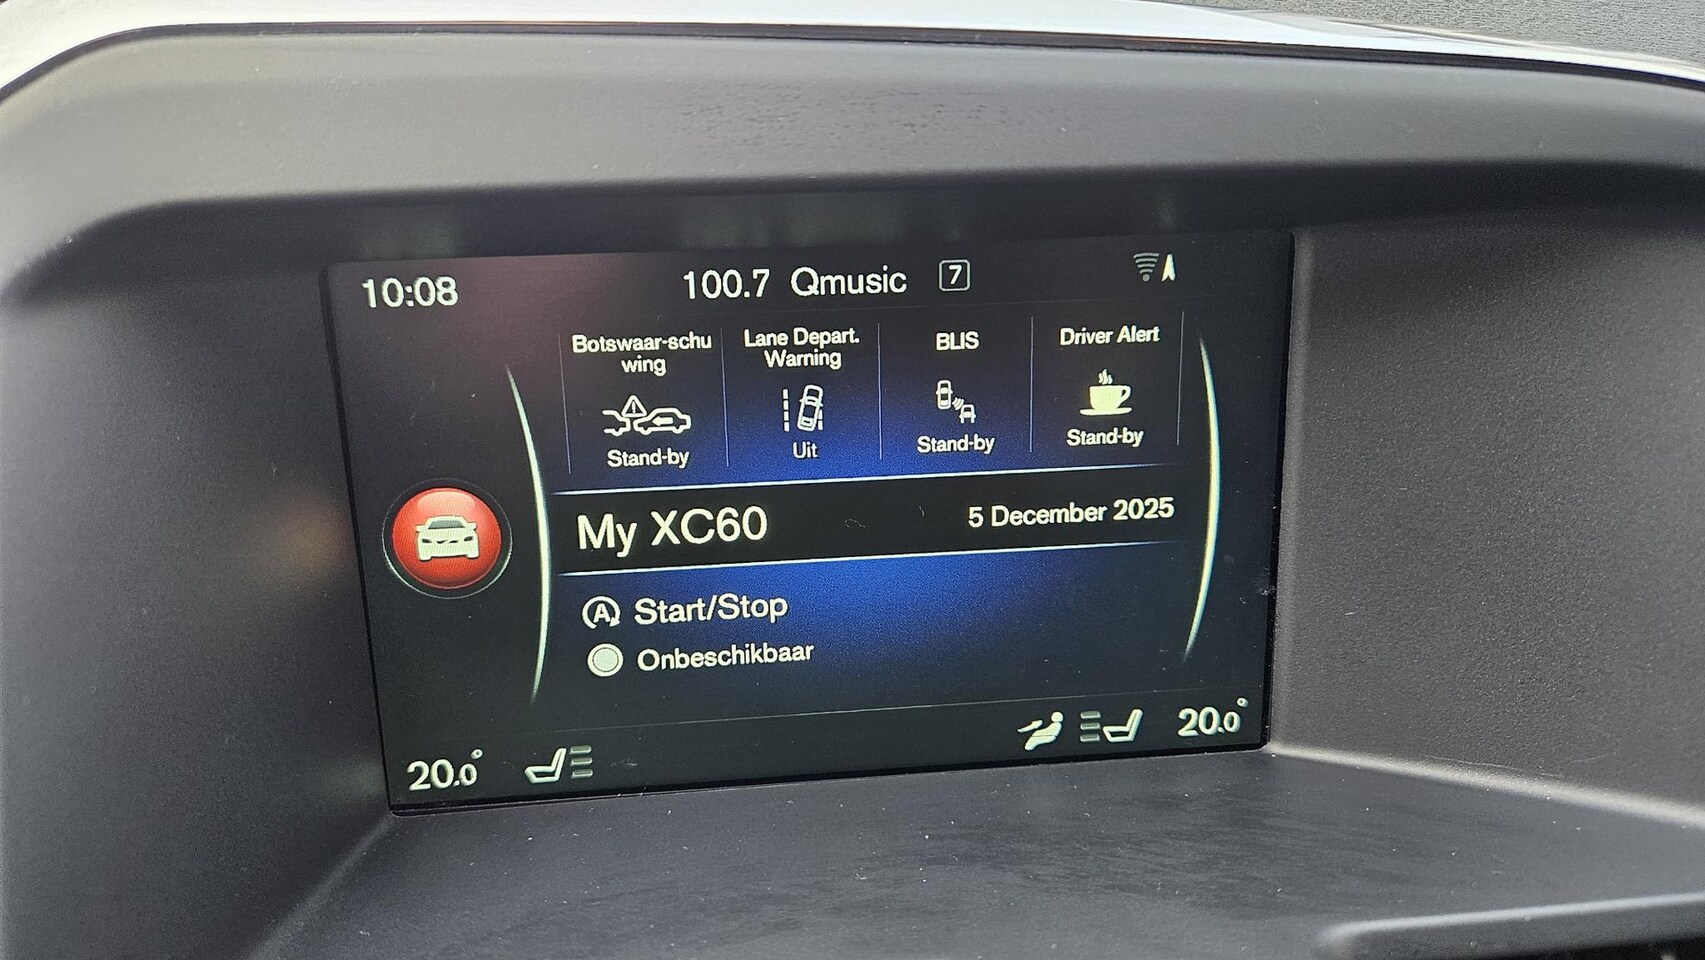 10:08
100.7 Qmusic 7
Botswaar-schu
wing
Stand-by
Lane Depart.
Warning
Uit
BLIS
Stand-by
Driver Alert
Stand-by
My XC60
5 December 2025
A Start/Stop
Onbeschikbaar
20.0°
20.0°